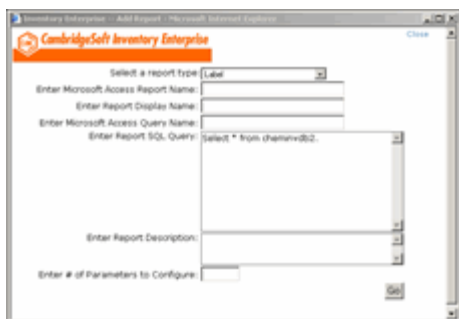 Inventory Enterprise -- Add Report - Microsoft Internet Explorer
CambridgeSoft Inventory Enterprise
Close
Select a report type Label
Enter Microsoft Access Report Name:
Enter Report Display Name:
Enter Microsoft Access Query Name:
Enter Report SQL Query: Select * from cheminvdb2.
Enter Report Description:
Enter # of Parameters to Configure:
Go